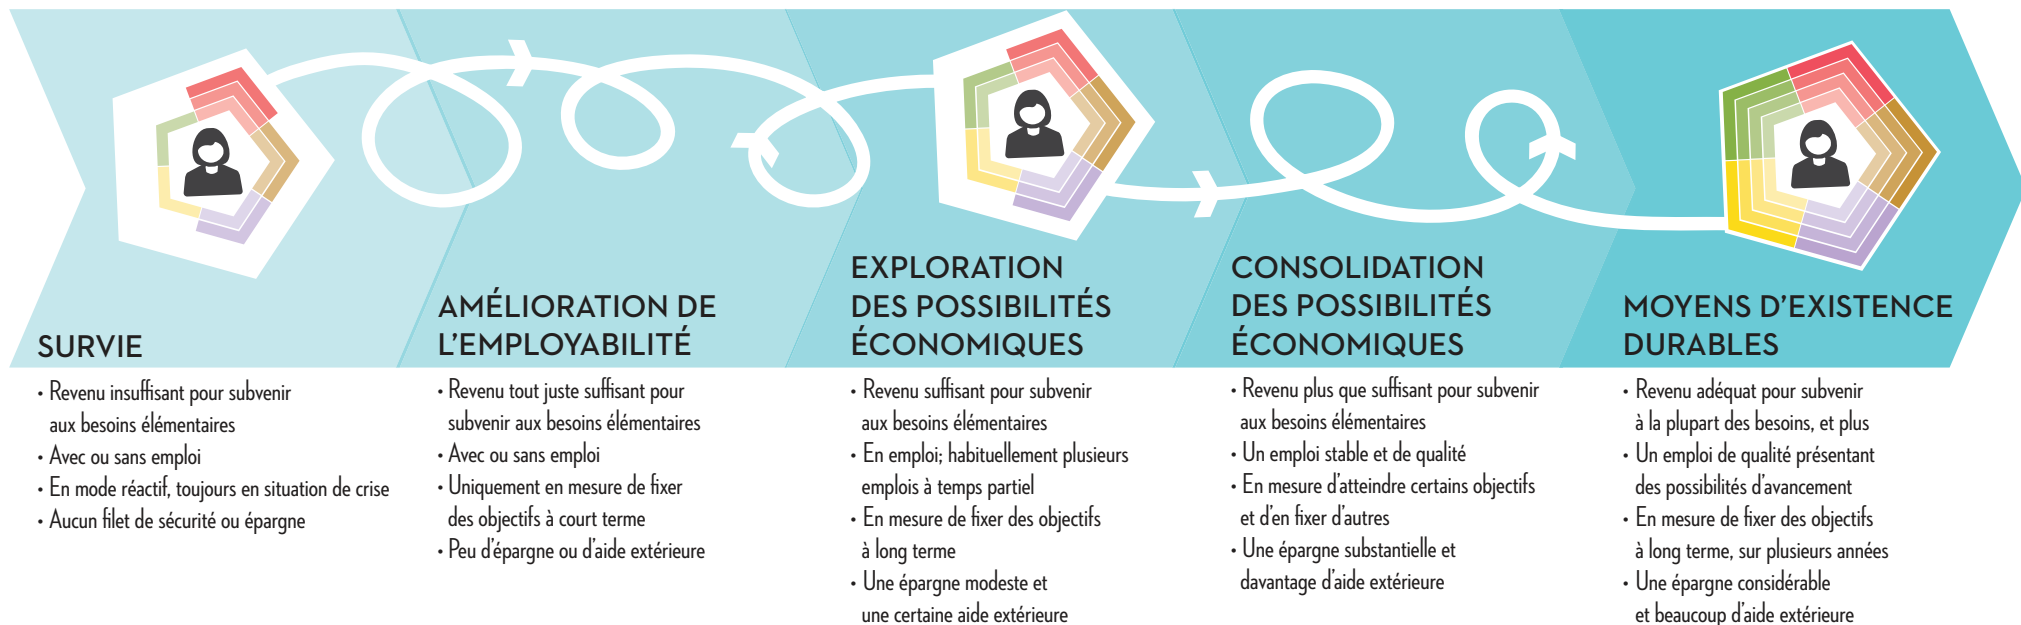 SURVIE
• Revenu insuffisant pour subvenir
aux besoins élémentaires
• Avec ou sans emploi
• En mode réactif, toujours en situation de crise
• Aucun filet de sécurité ou épargne
AMÉLIORATION DE
L'EMPLOYABILITÉ
• Revenu tout juste suffisant pour
subvenir aux besoins élémentaires
• Avec ou sans emploi
• Uniquement en mesure de fixer
des objectifs à court terme
• Peu d'épargne ou d'aide extérieure
EXPLORATION
DES POSSIBILITÉS
ÉCONOMIQUES
• Revenu suffisant pour subvenir
aux besoins élémentaires
• En emploi; habituellement plusieurs
emplois à temps partiel
• En mesure de fixer des objectifs
à long terme
• Une épargne modeste et
une certaine aide extérieure
CONSOLIDATION
DES POSSIBILITÉS
ÉCONOMIQUES
• Revenu plus que suffisant pour subvenir
aux besoins élémentaires
• Un emploi stable et de qualité
• En mesure d'atteindre certains objectifs
et d'en fixer d'autres
• Une épargne substantielle et
davantage d'aide extérieure
MOYENS D'EXISTENCE
DURABLES
• Revenu adéquat pour subvenir
à la plupart des besoins, et plus
• Un emploi de qualité présentant
des possibilités d'avancement
• En mesure de fixer des objectifs
à long terme, sur plusieurs années
• Une épargne considérable
et beaucoup d'aide extérieure